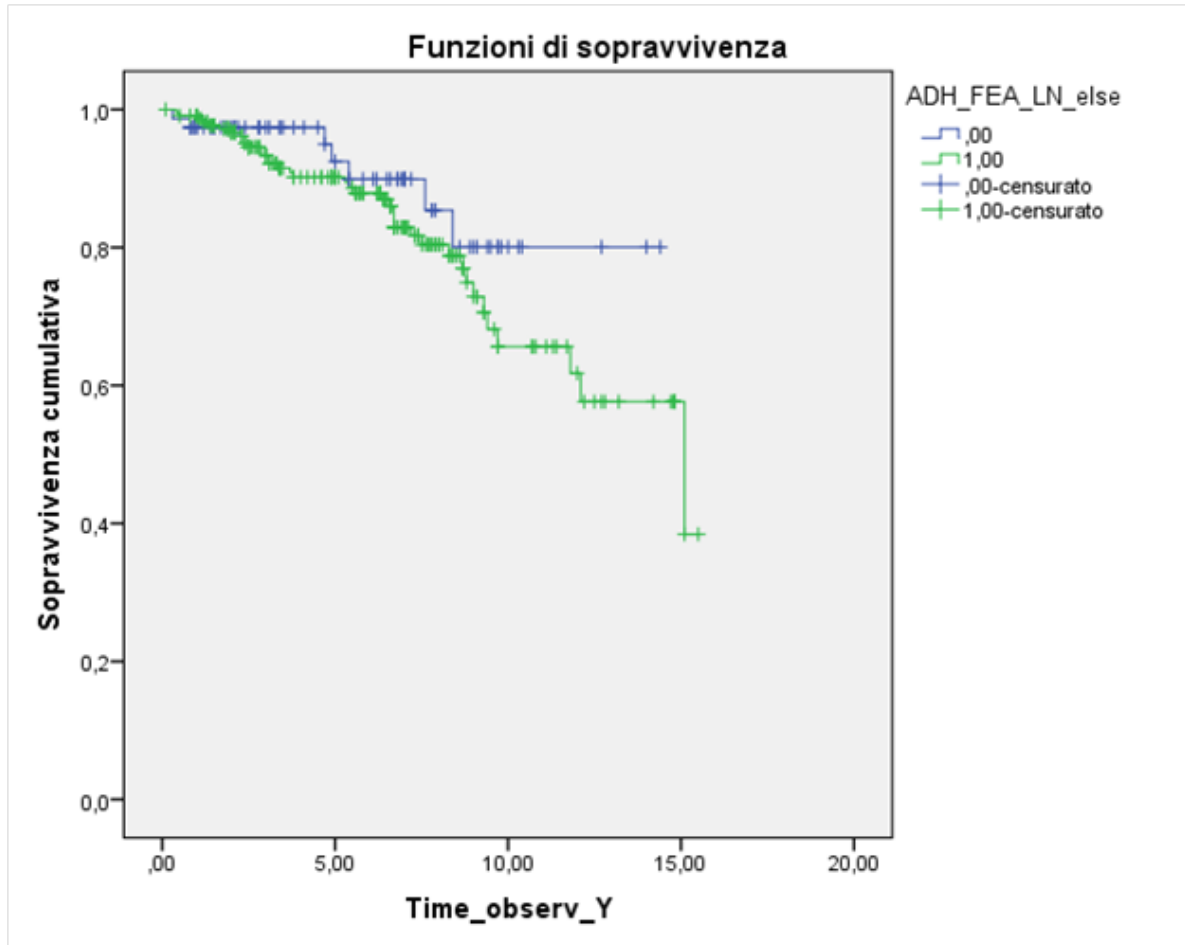 Funzioni di sopravvivenza
ADH_FEA_LN_else
,00
1,00
,00-censurato
1,00-censurato
Sopravvivenza cumulativa
1,0
0,8
0,6
0,4
0,2
0,0
,00
5,00
10,00
15,00
20,00
Time_observ_Y